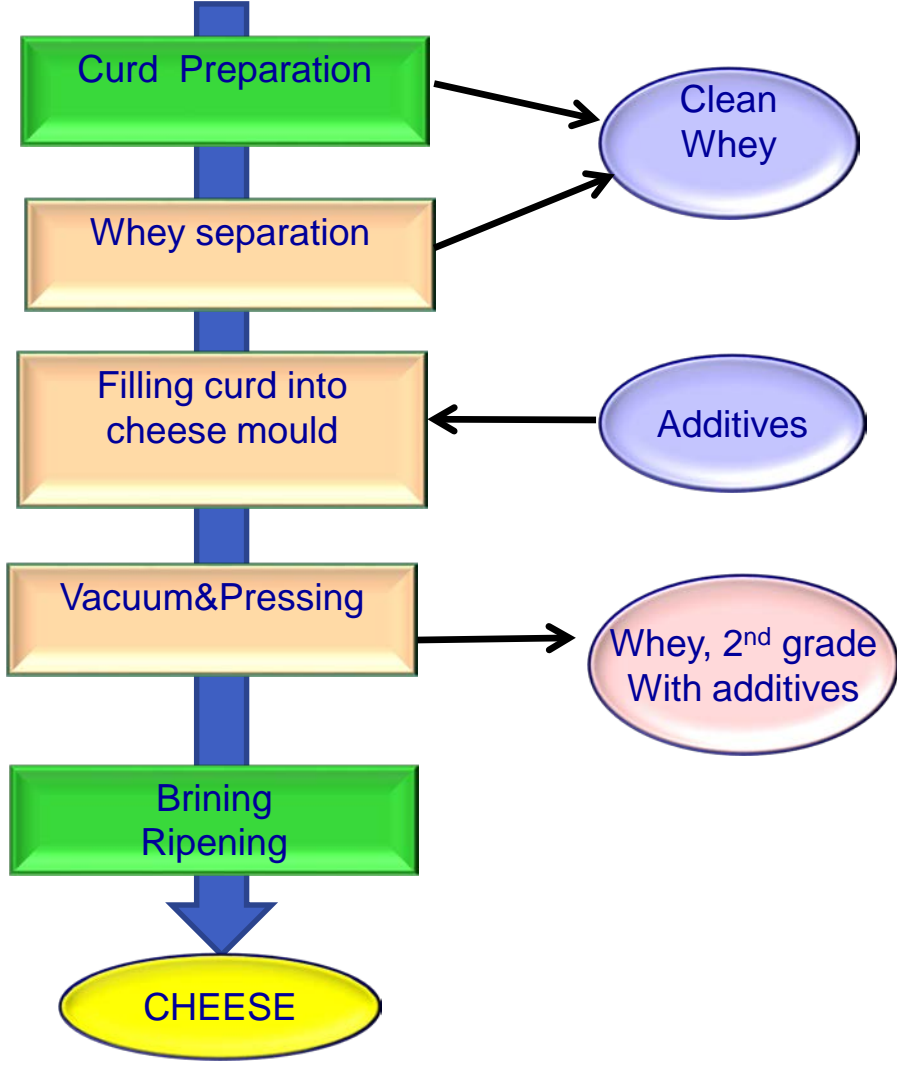 Curd Preparation
Clean
Whey
Whey separation
Filling curd into
cheese mould
Additives
Vacuum&Pressing
Whey, 2nd grade
With additives
Brining
Ripening
CHEESE